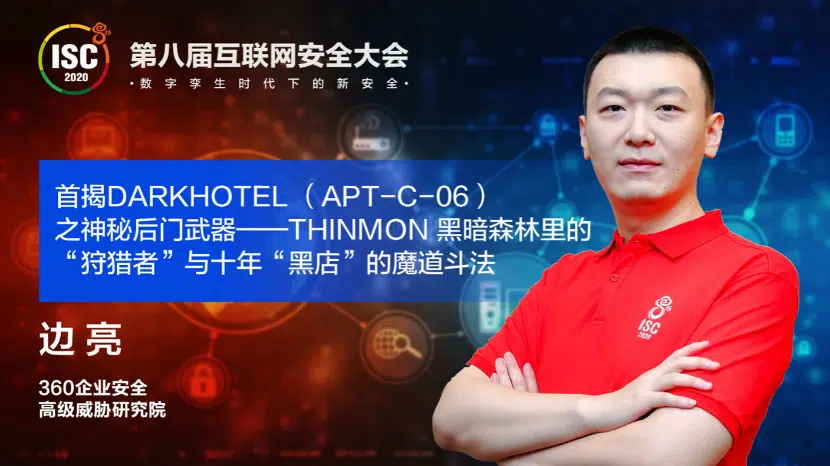 ISC
2020
第八届互联网安全大会
·数字孪生时代下的新安全·
首揭DARKHOTEL（APT-C-06）
之神秘后门武器——THINMON 黑暗森林里的
“狩猎者”与十年“黑店”的魔道斗法
边亮
360企业安全
高级威胁研究院
ISC
2020